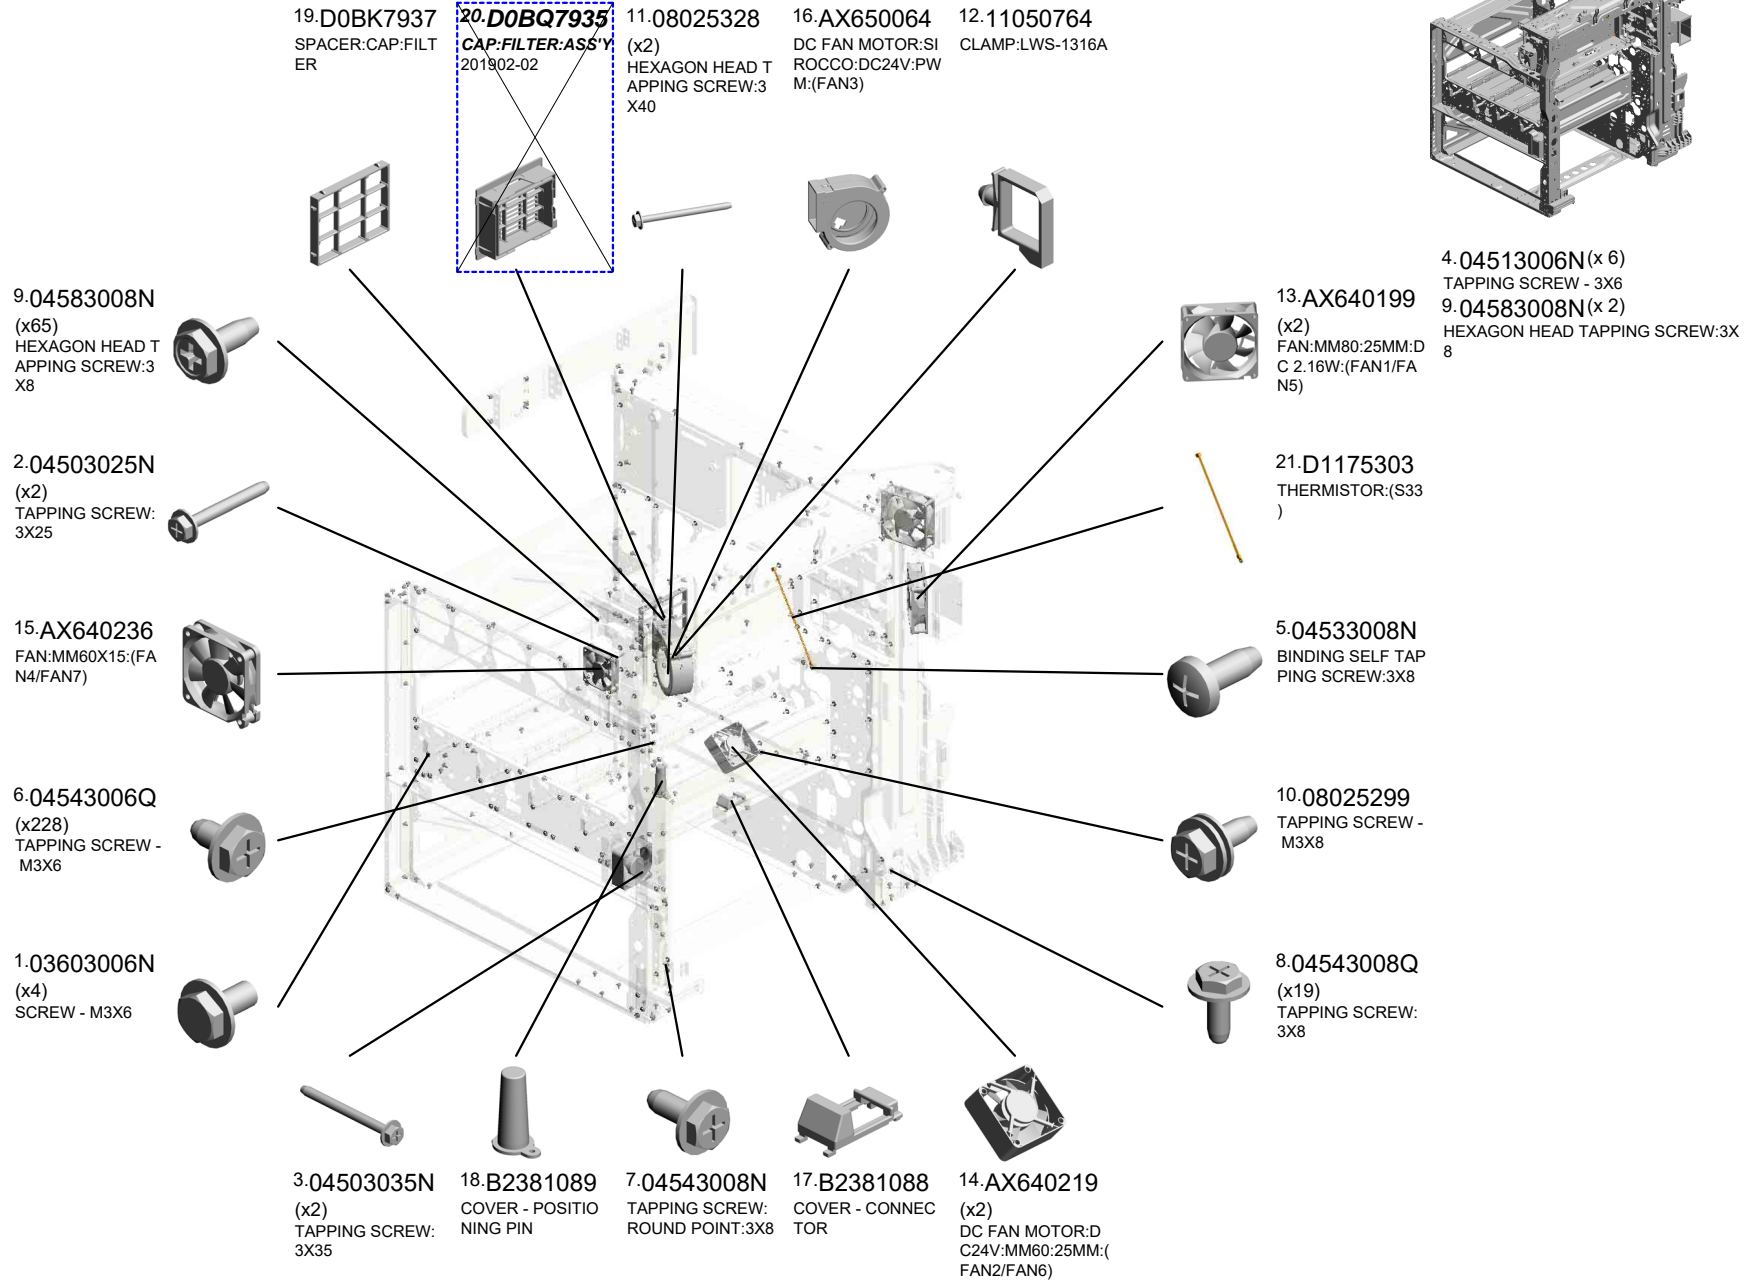 19.D0BK7937
SPACER:CAP:FILT
ER
20.D0BQ7935
CAP:FILTER:ASS'Y
201902-02
11.08025328
(x2)
HEXAGON HEAD T
APPING SCREW:3
X40
16.AX650064
DC FAN MOTOR:SI
ROCCO:DC24V:PW
M:(FAN3)
12.11050764
CLAMP:LWS-1316A
4.04513006N(x 6)
TAPPING SCREW - 3X6
9.04583008N(x 2)
HEXAGON HEAD TAPPING SCREW:3X
8
9.04583008N
(x65)
HEXAGON HEAD T
APPING SCREW:3
X8
13.AX640199
(x2)
FAN:MM80:25MM:D
C 2.16W:(FAN1/FA
N5)
2.04503025N
(x2)
TAPPING SCREW:
3X25
21.D1175303
THERMISTOR:(S33
)
15.AX640236
FAN:MM60X15:(FA
N4/FAN7)
5.04533008N
BINDING SELF TAP
PING SCREW:3X8
6.04543006Q
(x228)
TAPPING SCREW -
M3X6
10.08025299
TAPPING SCREW -
M3X8
1.03603006N
(x4)
SCREW - M3X6
8.04543008Q
(x19)
TAPPING SCREW:
3X8
3.04503035N
(x2)
TAPPING SCREW:
3X35
18.B2381089
COVER - POSITIO
NING PIN
7.04543008N
TAPPING SCREW:
ROUND POINT:3X8
17.B2381088
COVER - CONNEC
TOR
14.AX640219
(x2)
DC FAN MOTOR:D
C24V:MM60:25MM:(
FAN2/FAN6)